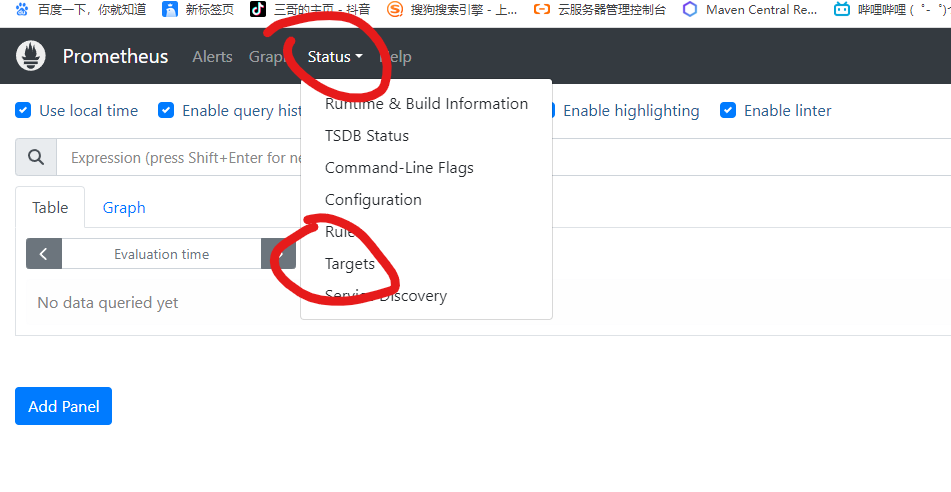 百度一下，你就知道 新标签页 三哥的主页 - 抖音 搜狗搜索引擎 - 上... 云服务器管理控制台 Maven Central Re... 哔哩哔哩 ( ゜- ゜)つ
Prometheus Alerts Graph Status Help
Runtime & Build Information
TSDB Status
Command-Line Flags
Configuration
Rules
Targets
Service Discovery
Use local time Enable query hist Enable highlighting Enable linter
Expression (press Shift+Enter for ne
Table Graph
Evaluation time
No data queried yet
Add Panel